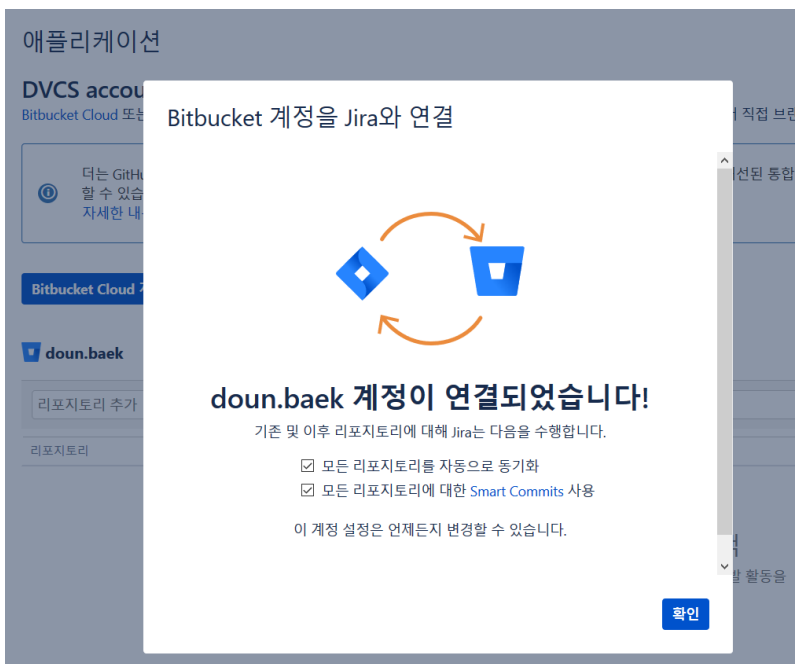 애플리케이션
DVCS accou
Bitbucket Cloud 또는
직접 브랜
더는 GitHu
할 수 있습
자세한 내
선된 통합
Bitbucket Cloud
doun.baek
리포지토리 추가
리포지토리
Bitbucket 계정을 Jira와 연결
doun.baek 계정이 연결되었습니다!
기존 및 이후 리포지토리에 대해 Jira는 다음을 수행합니다.
모든 리포지토리를 자동으로 동기화
모든 리포지토리에 대한 Smart Commits 사용
이 계정 설정은 언제든지 변경할 수 있습니다.
발 활동을
확인